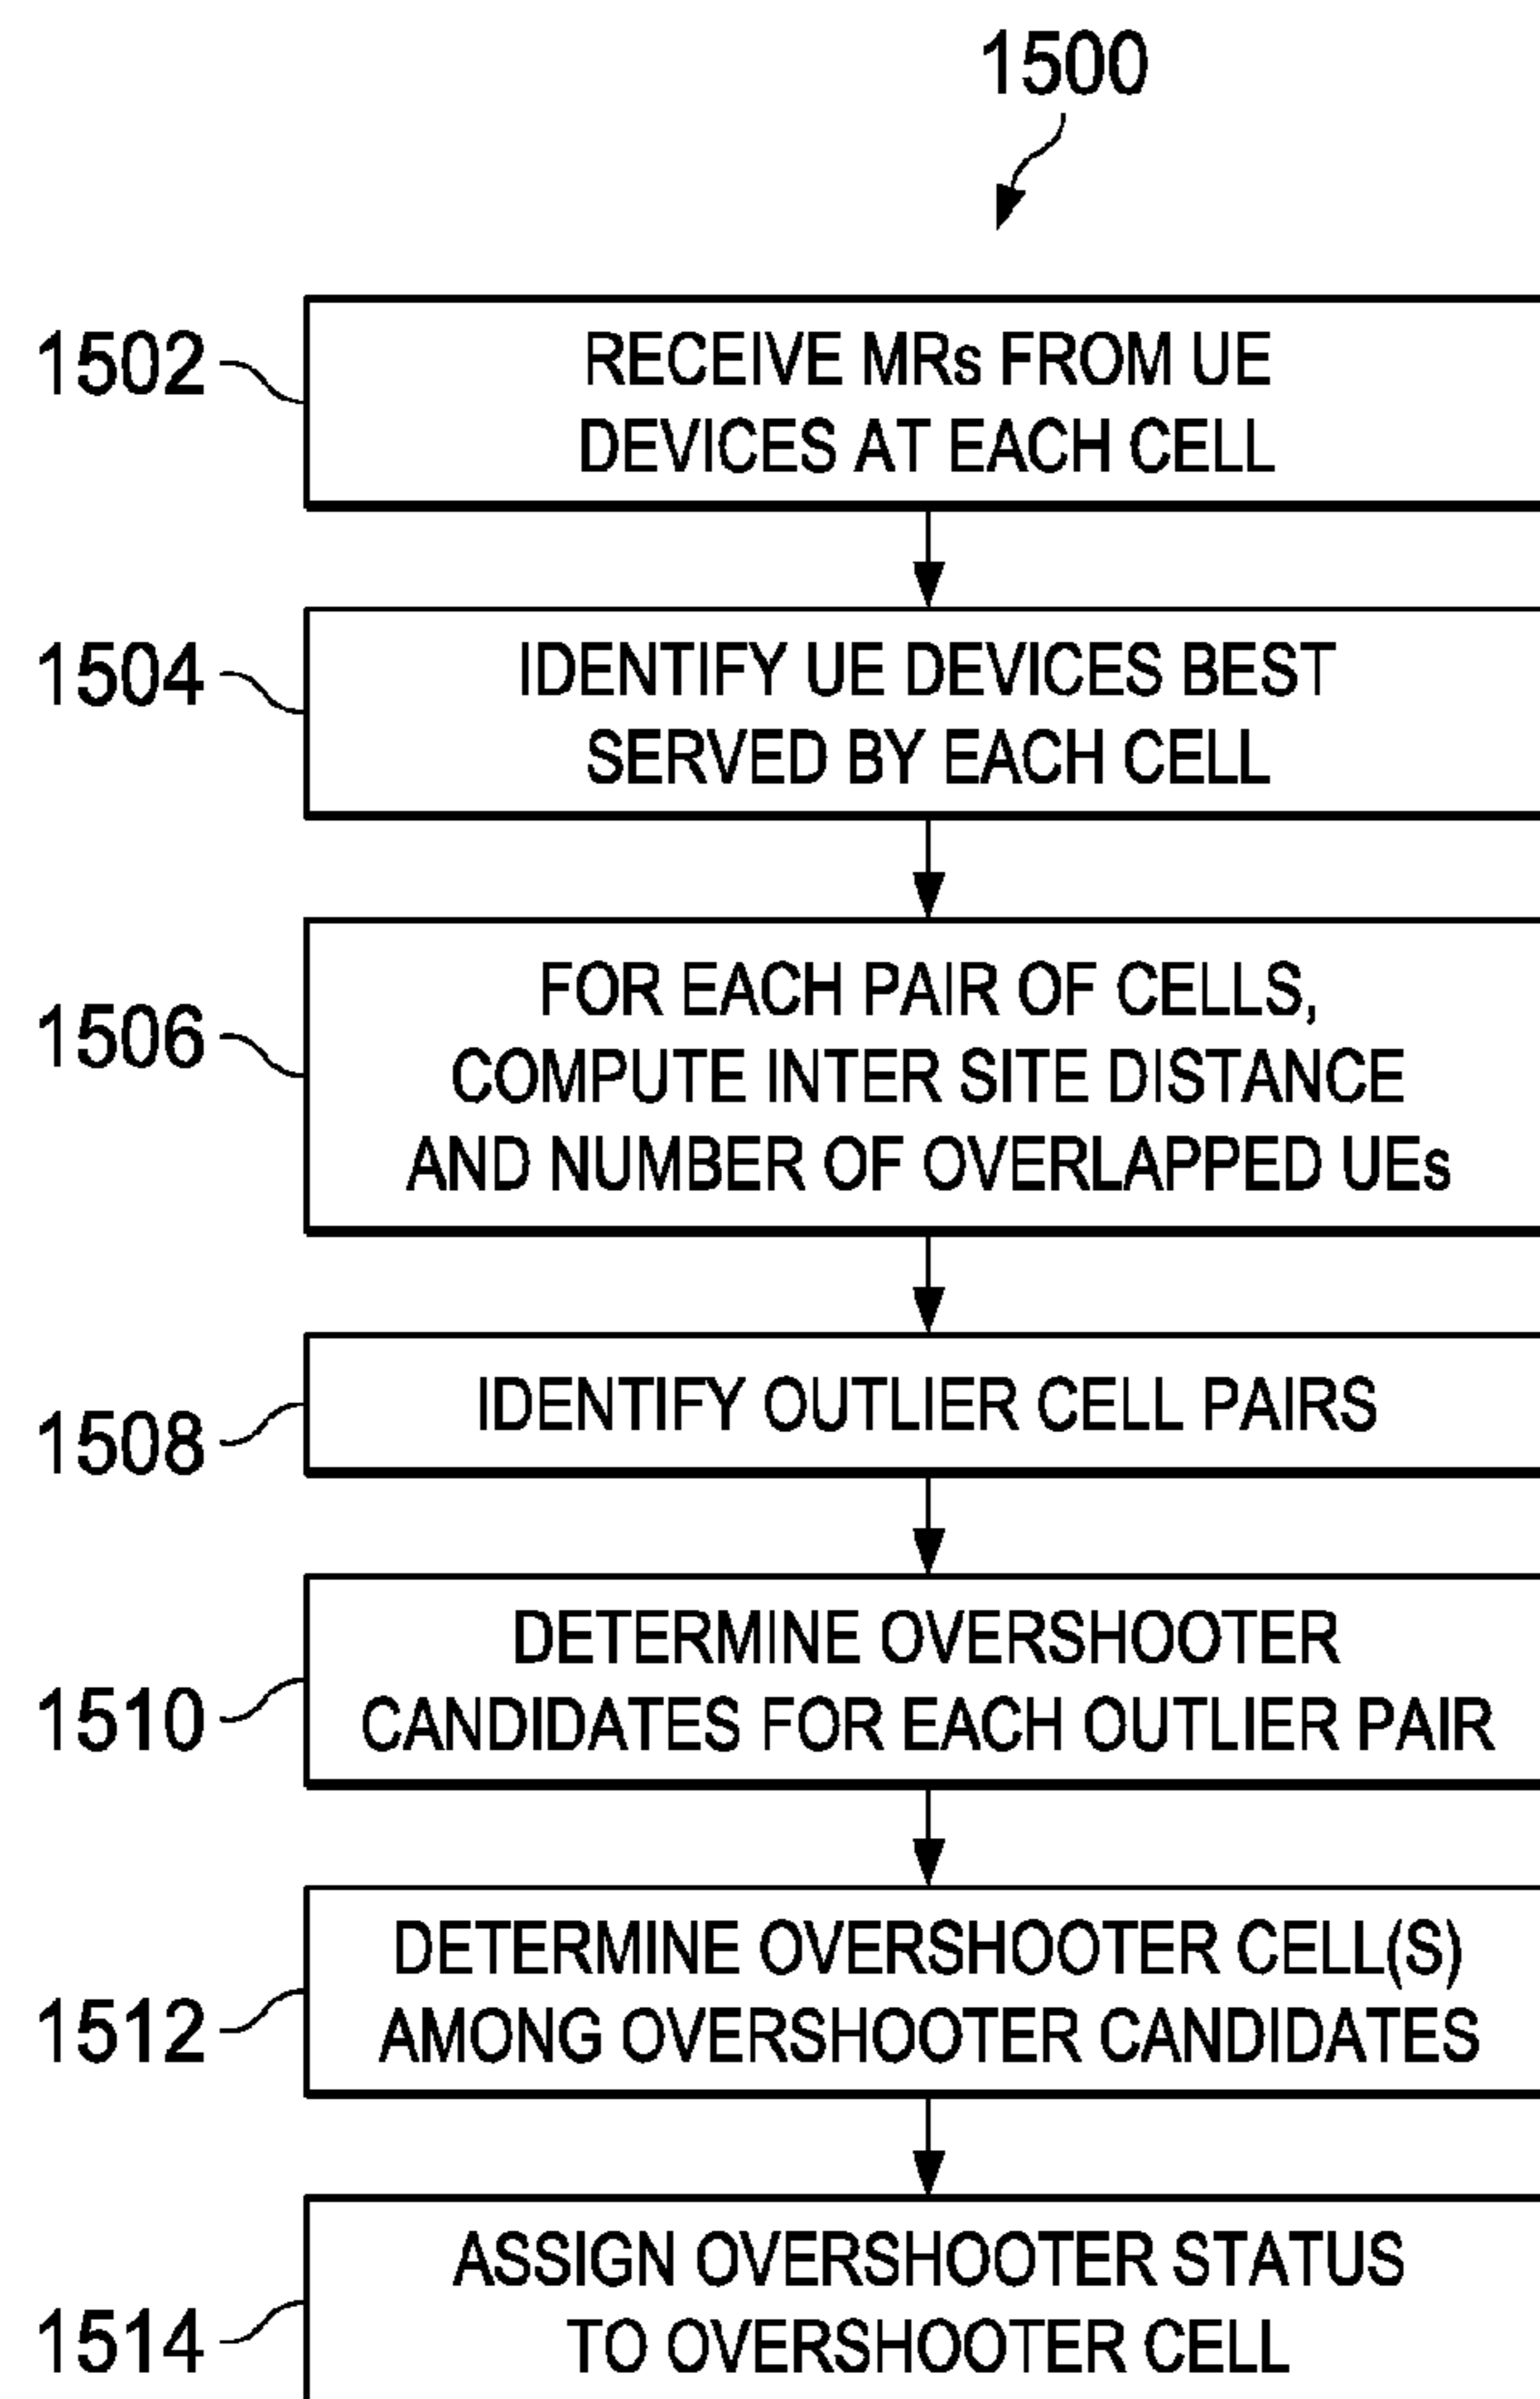 1500
1502
RECEIVE MRs FROM UE
DEVICES AT EACH CELL
1504
IDENTIFY UE DEVICES BEST
SERVED BY EACH CELL
1506
FOR EACH PAIR OF CELLS,
COMPUTE INTER SITE DISTANCE
AND NUMBER OF OVERLAPPED UEs
1508
IDENTIFY OUTLIER CELL PAIRS
1510
DETERMINE OVERSHOOTER
CANDIDATES FOR EACH OUTLIER PAIR
1512
DETERMINE OVERSHOOTER CELL(S)
AMONG OVERSHOOTER CANDIDATES
1514
ASSIGN OVERSHOOTER STATUS
TO OVERSHOOTER CELL